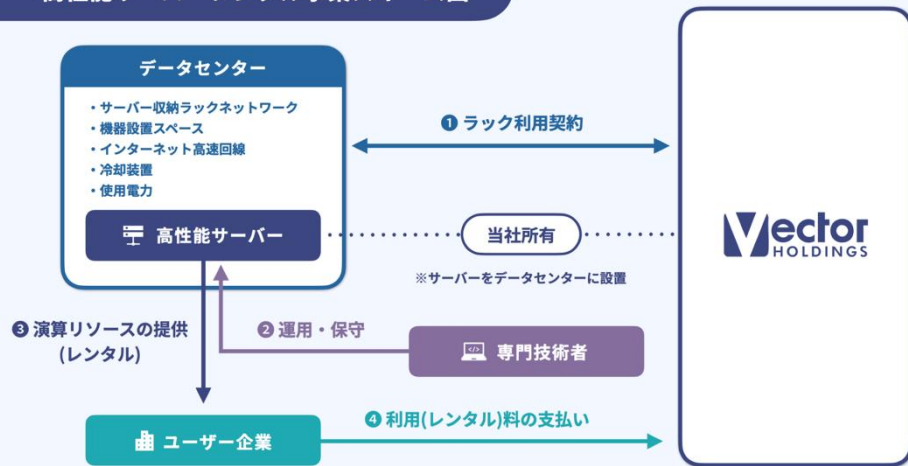 データセンター
・サーバー収納ラックネットワーク
・機器設置スペース
・インターネット高速回線
・冷却装置
・使用電力
高性能サーバー
❶ ラック利用契約
当社所有
※サーバーをデータセンターに設置
Vector
HOLDINGS
❸ 演算リソースの提供
(レンタル)
❷ 運用・保守
専門技術者
ユーザー企業
❹ 利用(レンタル)料の支払い